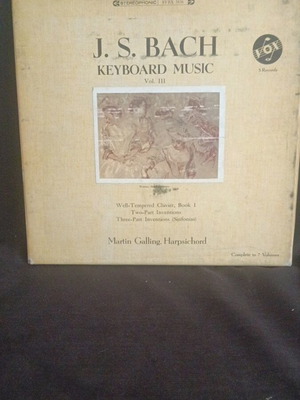 STEREOPHONIC
J. S. BACH
VOX
KEYBOARD MUSIC
Vol. III
Well-Tempered Clavier, Book I
(Two-Part Inventions)
Three-Part Inventions (Sinfonias)
Martin Galling, Harpsichord